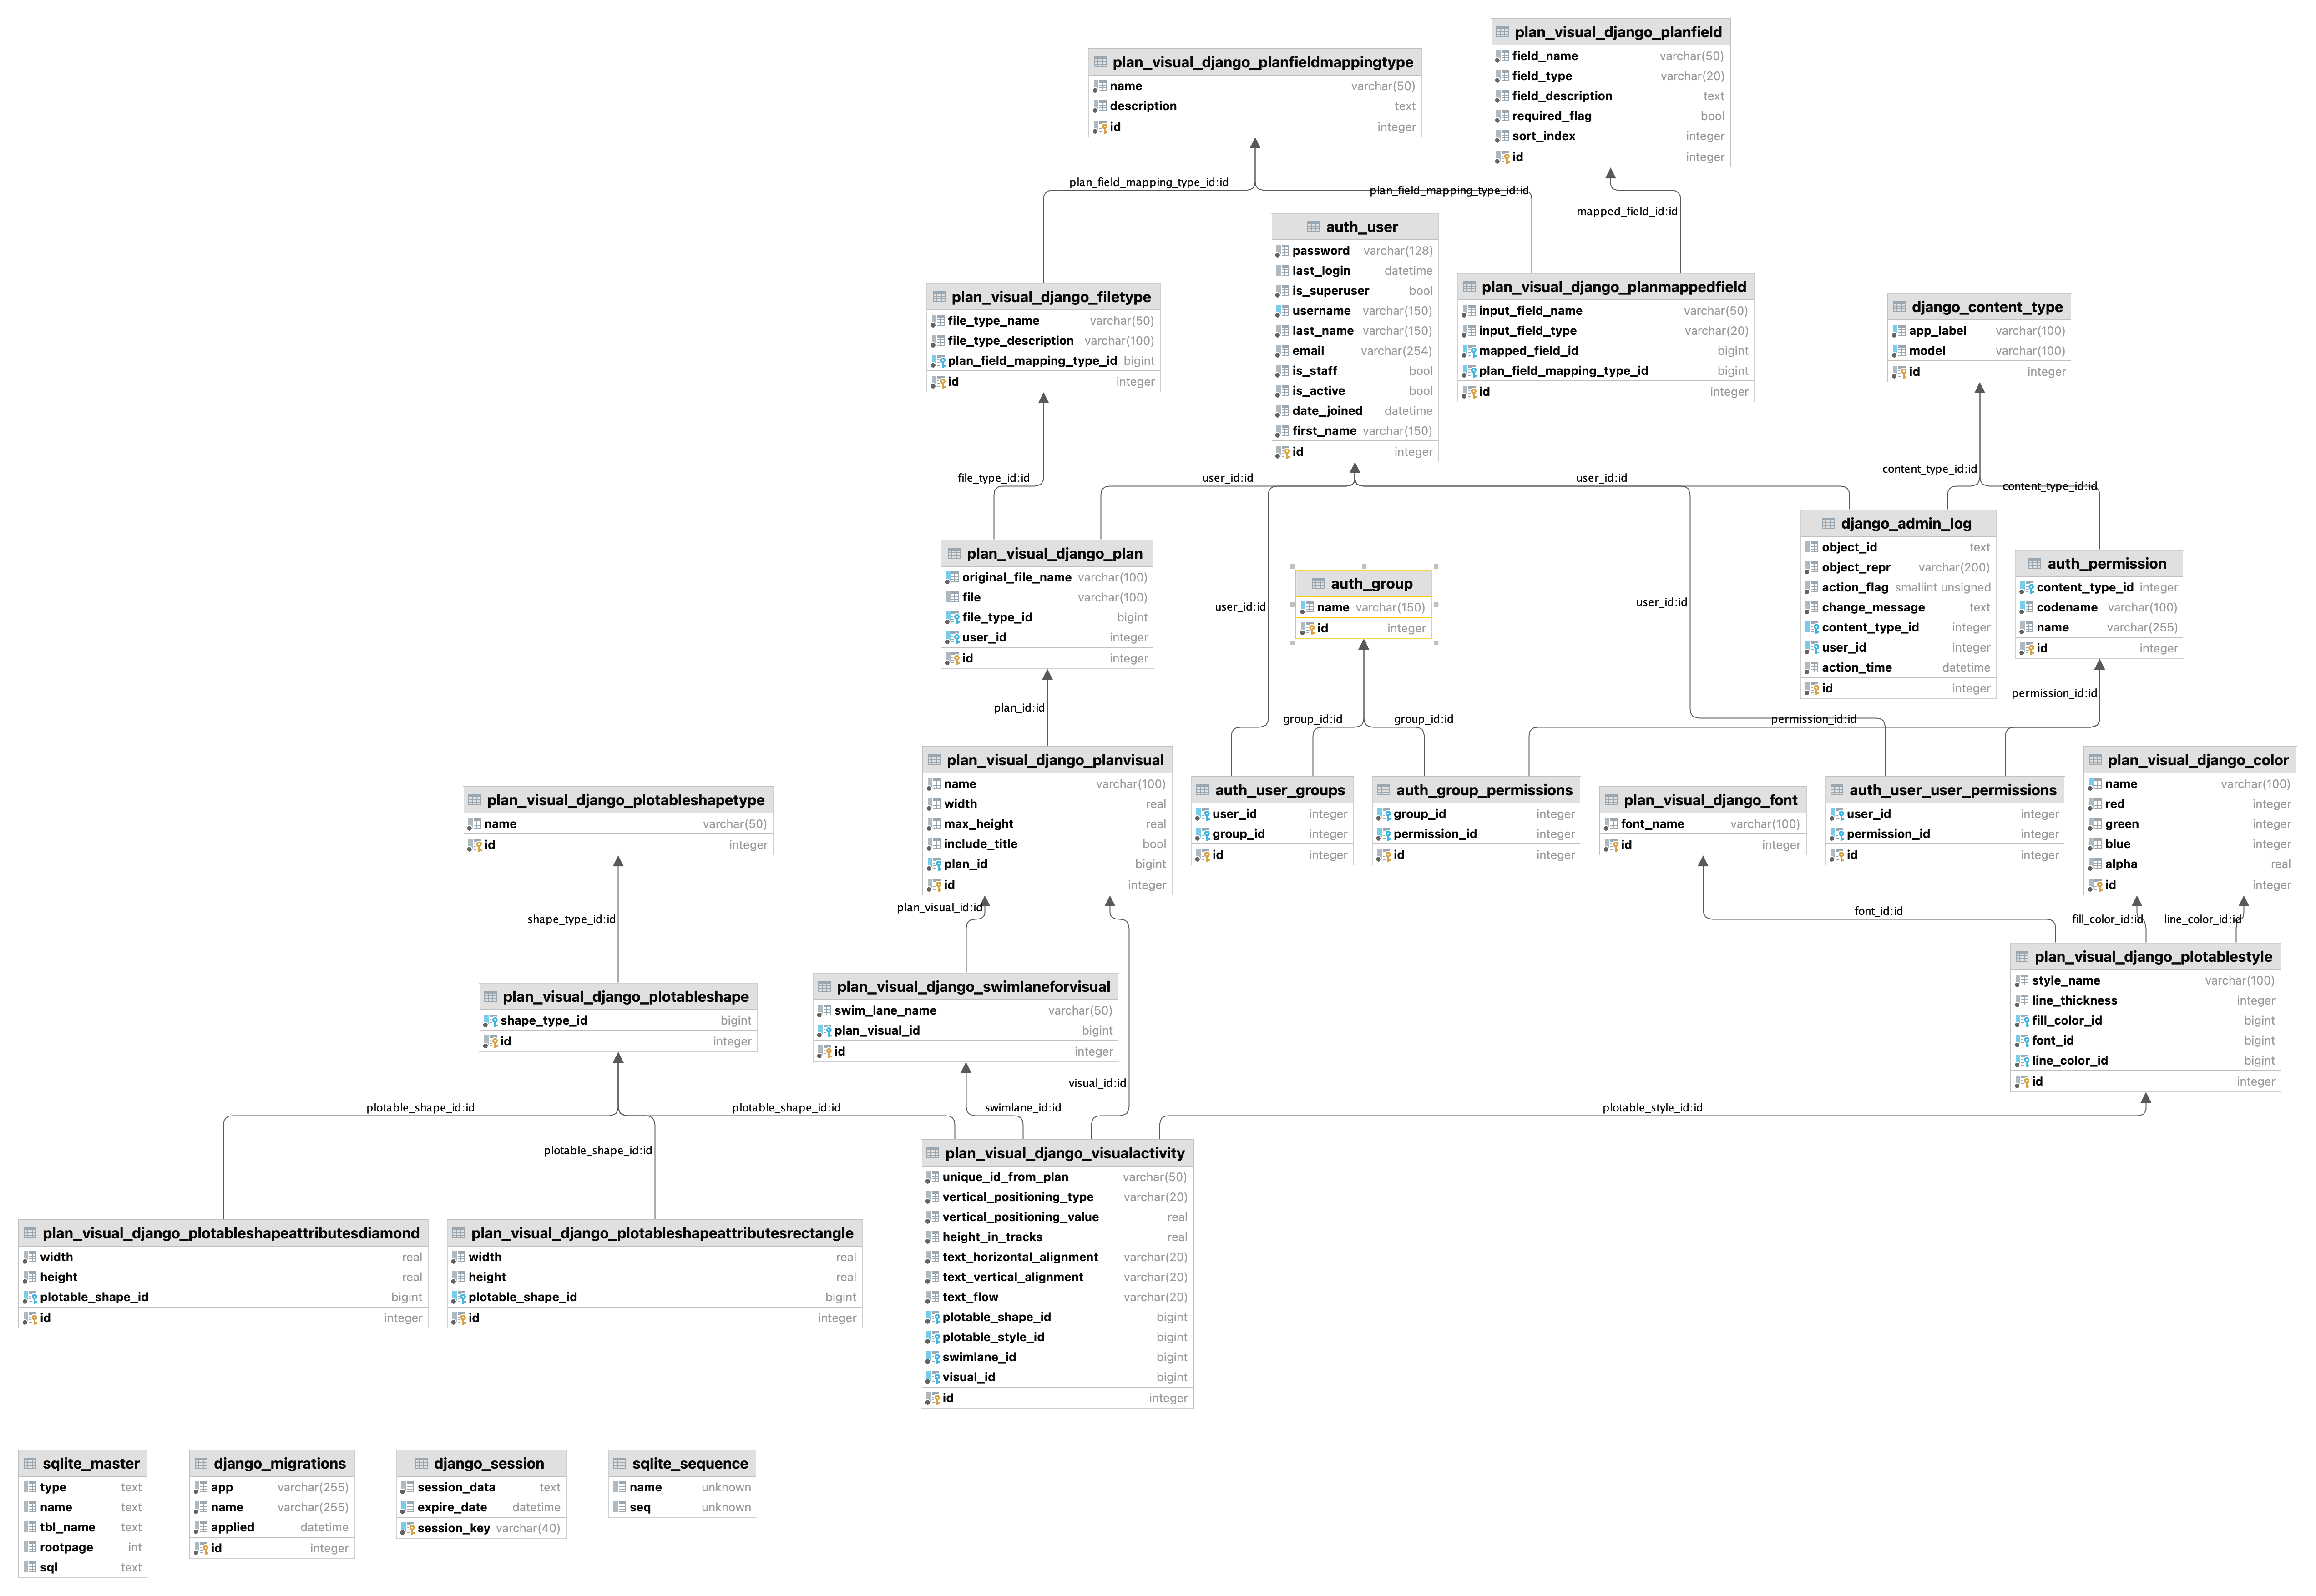 plan_visual_django_planfield
field_name varchar(50)
field_type varchar(20)
field_description text
required_flag bool
sort_index integer
id integer
plan_visual_django_planfieldmappingtype
name varchar(50)
description text
id integer
plan_field_mapping_type_id:id
plan_field_mapping_type_id:id
mapped_field_id:id
auth_user
password varchar(128)
last_login datetime
is_superuser bool
username varchar(150)
last_name varchar(150)
email varchar(254)
is_staff bool
is_active bool
date_joined datetime
first_name varchar(150)
id integer
plan_visual_django_planmappedfield
input_field_name varchar(50)
input_field_type varchar(20)
mapped_field_id bigint
plan_field_mapping_type_id bigint
id integer
plan_visual_django_filetype
file_type_name varchar(50)
file_type_description varchar(100)
plan_field_mapping_type_id bigint
id integer
django_content_type
app_label varchar(100)
model varchar(100)
id integer
file_type_id:id
user_id:id
user_id:id
content_type_id:id
content_type_id:id
plan_visual_django_plan
original_file_name varchar(100)
file varchar(100)
file_type_id bigint
user_id integer
id integer
user_id:id
auth_group
name varchar(150)
id integer
user_id:id
django_admin_log
object_id text
object_repr varchar(200)
action_flag smallint unsigned
change_message text
content_type_id integer
user_id integer
action_time datetime
id integer
auth_permission
content_type_id integer
codename varchar(100)
name varchar(255)
id integer
plan_id:id
group_id:id
group_id:id
permission_id:id
permission_id:id
plan_visual_django_plotableshapetype
name varchar(50)
id integer
plan_visual_django_planvisual
name varchar(100)
width real
max_height real
include_title bool
plan_id bigint
id integer
auth_user_groups
user_id integer
group_id integer
id integer
auth_group_permissions
group_id integer
permission_id integer
id integer
plan_visual_django_font
font_name varchar(100)
id integer
auth_user_user_permissions
user_id integer
permission_id integer
id integer
plan_visual_django_color
name varchar(100)
red integer
green integer
blue integer
alpha real
id integer
shape_type_id:id
plan_visual_id:id
font_id:id
fill_color_id:id
line_color_id:id
plan_visual_django_plotableshape
shape_type_id bigint
id integer
plan_visual_django_swimlaneforvisual
swim_lane_name varchar(50)
plan_visual_id bigint
id integer
plan_visual_django_plotablestyle
style_name varchar(100)
line_thickness integer
fill_color_id bigint
font_id bigint
line_color_id bigint
id integer
visual_id:id
plotable_shape_id:id
plotable_shape_id:id
swimlane_id:id
plotable_style_id:id
plotable_shape_id:id
plan_visual_django_visualactivity
unique_id_from_plan varchar(50)
vertical_positioning_type varchar(20)
vertical_positioning_value real
height_in_tracks real
text_horizontal_alignment varchar(20)
text_vertical_alignment varchar(20)
text_flow varchar(20)
plotable_shape_id bigint
plotable_style_id bigint
swimlane_id bigint
visual_id bigint
id integer
plan_visual_django_plotableshapeattributesdiamond
width real
height real
plotable_shape_id bigint
id integer
plan_visual_django_plotableshapeattributesrectangle
width real
height real
plotable_shape_id bigint
id integer
sqlite_master
type text
name text
tbl_name text
rootpage int
sql text
django_migrations
app varchar(255)
name varchar(255)
applied datetime
id integer
django_session
session_data text
expire_date datetime
session_key varchar(40)
sqlite_sequence
name unknown
seq unknown